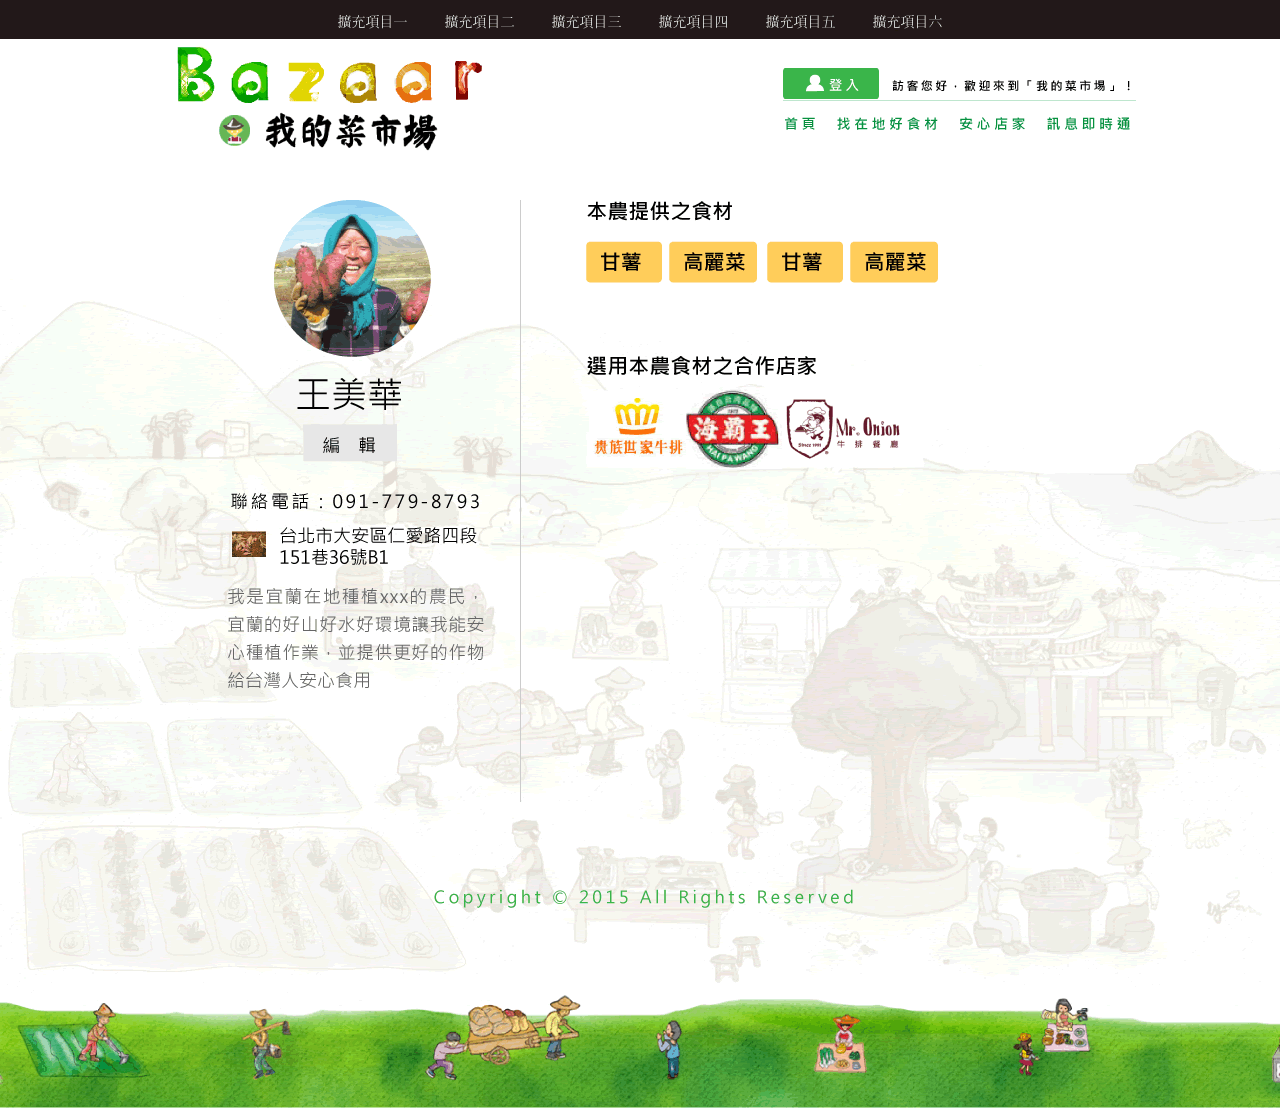 擴充項目一 擴充項目二 擴充項目三 擴充項目四 擴充項目五 擴充項目六
Bazaar
我的菜市場
登入 訪客您好，歡迎來到「我的菜市場」！
首頁 找在地好食材 安心店家 訊息即時通
王美華
編 輯
聯絡電話：091-779-8793
台北市大安區仁愛路四段
151巷36號B1
我是宜蘭在地種植xxx的農民，
宜蘭的好山好水好環境讓我能安
心種植作業，並提供更好的作物
給台灣人安心食用
本農提供之食材
甘薯 高麗菜 甘薯 高麗菜
選用本農食材之合作店家
貴族世家牛排
海霸王
HAI PA WANG
Mr. Onion
牛排餐廳
Since 1991
Copyright © 2015 All Rights Reserved